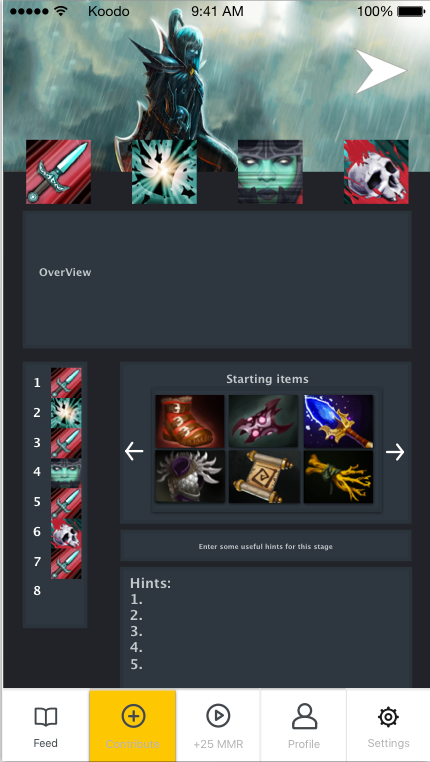 Koodo 9:41 AM 100%
OverView
1
2
3
4
5
6
7
8
Starting items
Enter some useful hints for this stage
Hints:
1.
2.
3.
4.
5.
Feed
Contribute
+25 MMR
Profile
Settings